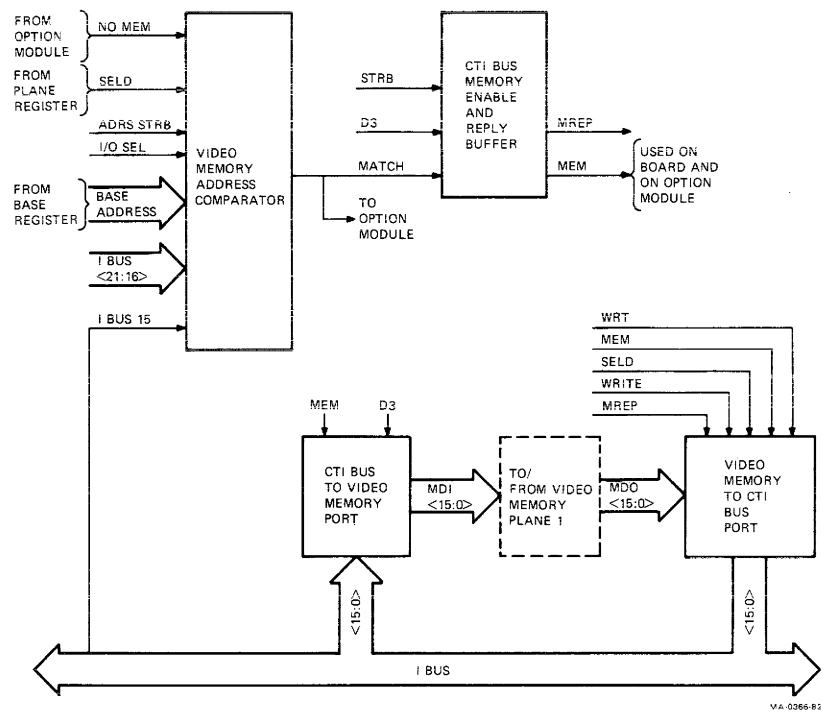 FROM
OPTION
MODULE
NO MEM
FROM
PLANE
REGISTER
SELD
ADRS STRB
I/O SEL
FROM
BASE
REGISTER
BASE
ADDRESS
I BUS
<21:16>
I BUS 15
VIDEO
MEMORY
ADDRESS
COMPARATOR
STRB
D3
MATCH
TO
OPTION
MODULE
CTI BUS
MEMORY
ENABLE
AND
REPLY
BUFFER
MREP
MEM
USED ON
BOARD AND
ON OPTION
MODULE
WRT
MEM
SELD
WRITE
MREP
MEM
D3
CTI BUS
TO VIDEO
MEMORY
PORT
MDI
<15:0>
TO/
FROM VIDEO
MEMORY
PLANE 1
MDO
<15:0>
VIDEO
MEMORY
TO CTI
BUS
PORT
<15:0>
<15:0>
I BUS
MA-0366-82